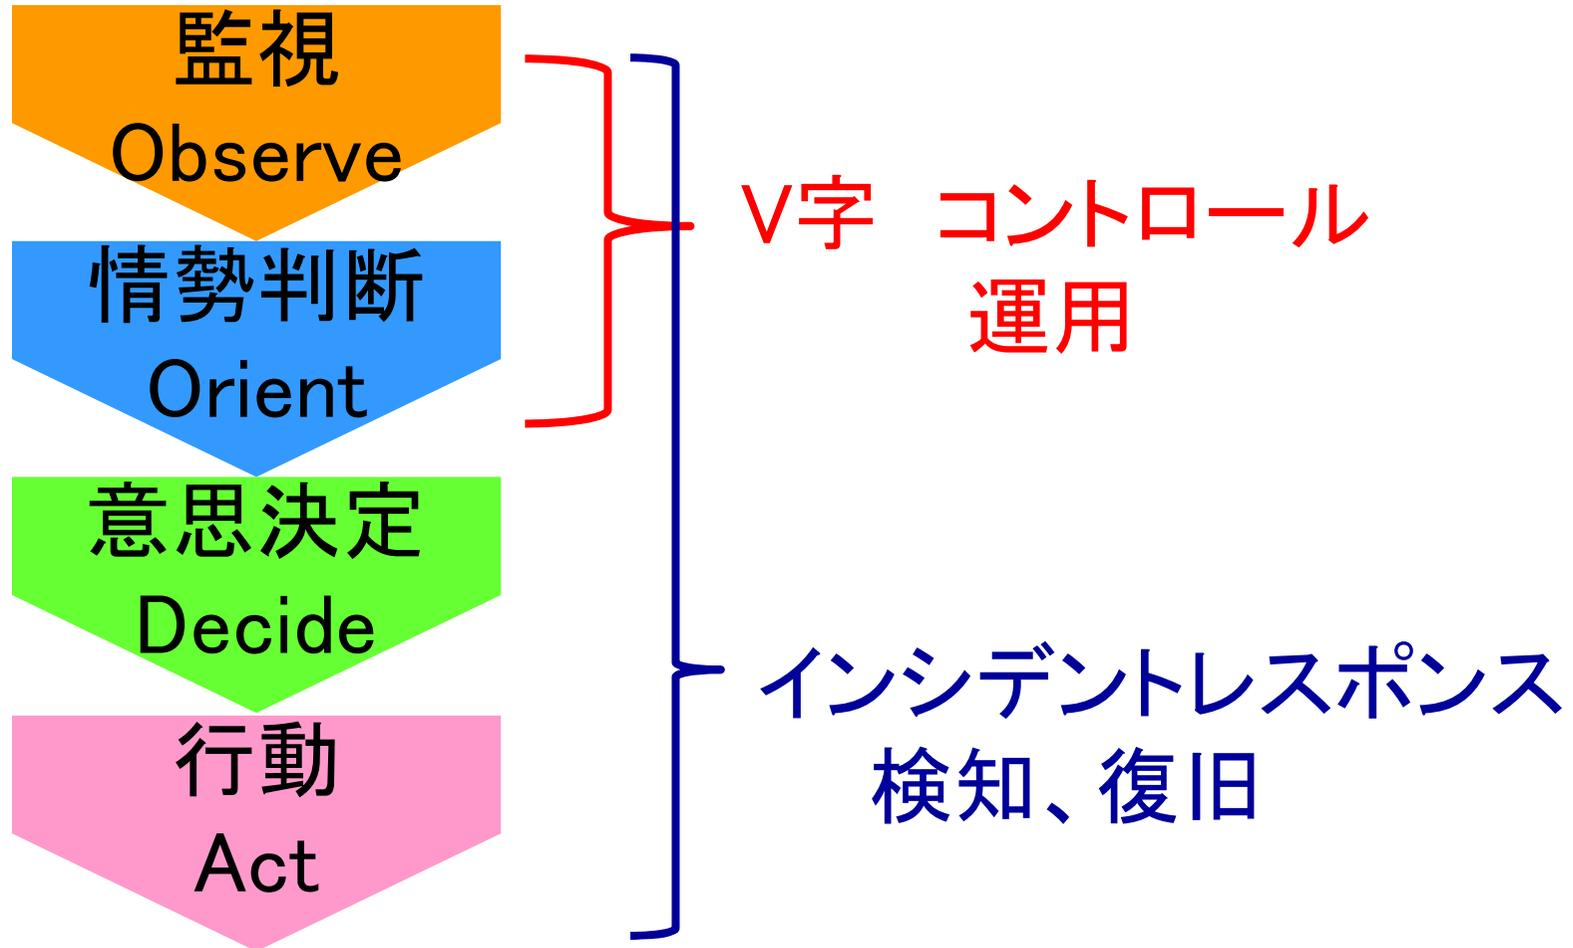 監視
Observe
情勢判断
Orient
意思決定
Decide
行動
Act
V字　コントロール
運用
インシデントレスポンス
検知、復旧